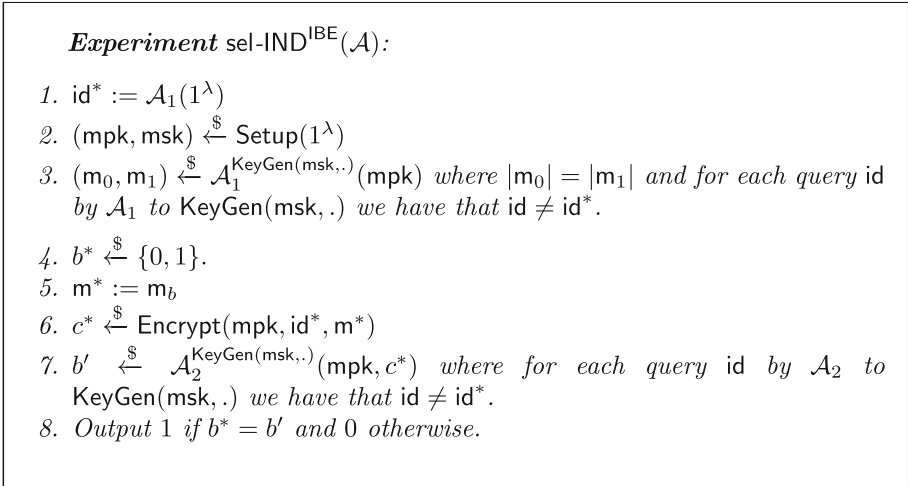 Experiment sel-IND^IBE(𝒜):
1. id* := 𝒜₁(1^λ)
2. (mpk, msk) ←$ Setup(1^λ)
3. (m₀, m₁) ←$ 𝒜₁^KeyGen(msk,.)(mpk) where |m₀| = |m₁| and for each query id
by 𝒜₁ to KeyGen(msk, .) we have that id ≠ id*.
4. b* ←$ {0, 1}.
5. m* := m_b
6. c* ←$ Encrypt(mpk, id*, m*)
7. b′ ←$ 𝒜₂^KeyGen(msk,.)(mpk, c*) where for each query id by 𝒜₂ to
KeyGen(msk, .) we have that id ≠ id*.
8. Output 1 if b* = b′ and 0 otherwise.